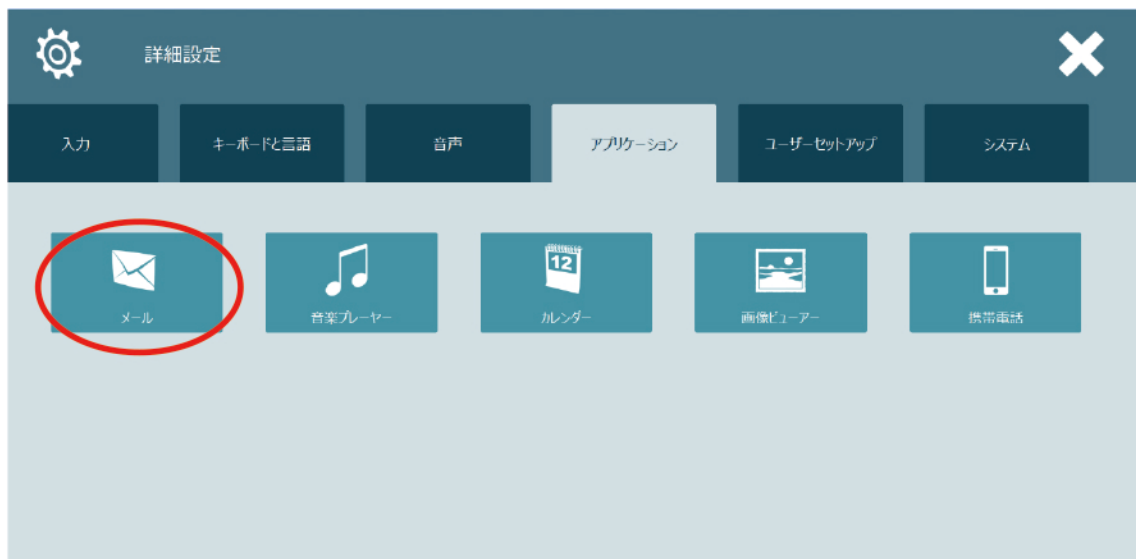 詳細設定
入力
キーボードと言語
音声
アプリケーション
ユーザーセットアップ
システム
12
メール
音楽プレーヤー
カレンダー
画像ビューアー
携帯電話